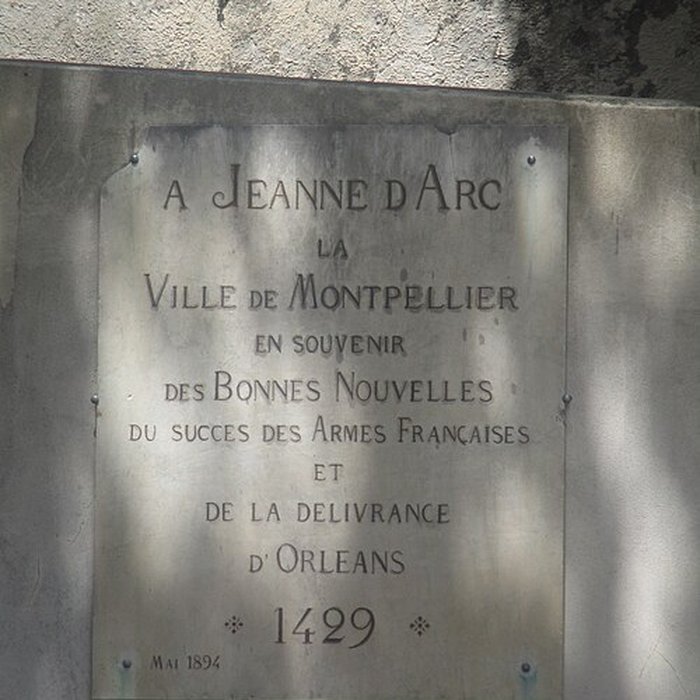 A JEANNE D ARC
LA
VILLE DE MONTPELLIER
EN SOUVENIR
DES BONNES NOUVELLES
DU SUCCES DES ARMES FRANÇAISES
ET
DE LA DELIVRANCE
D' ORLEANS
1429
MAI 1894